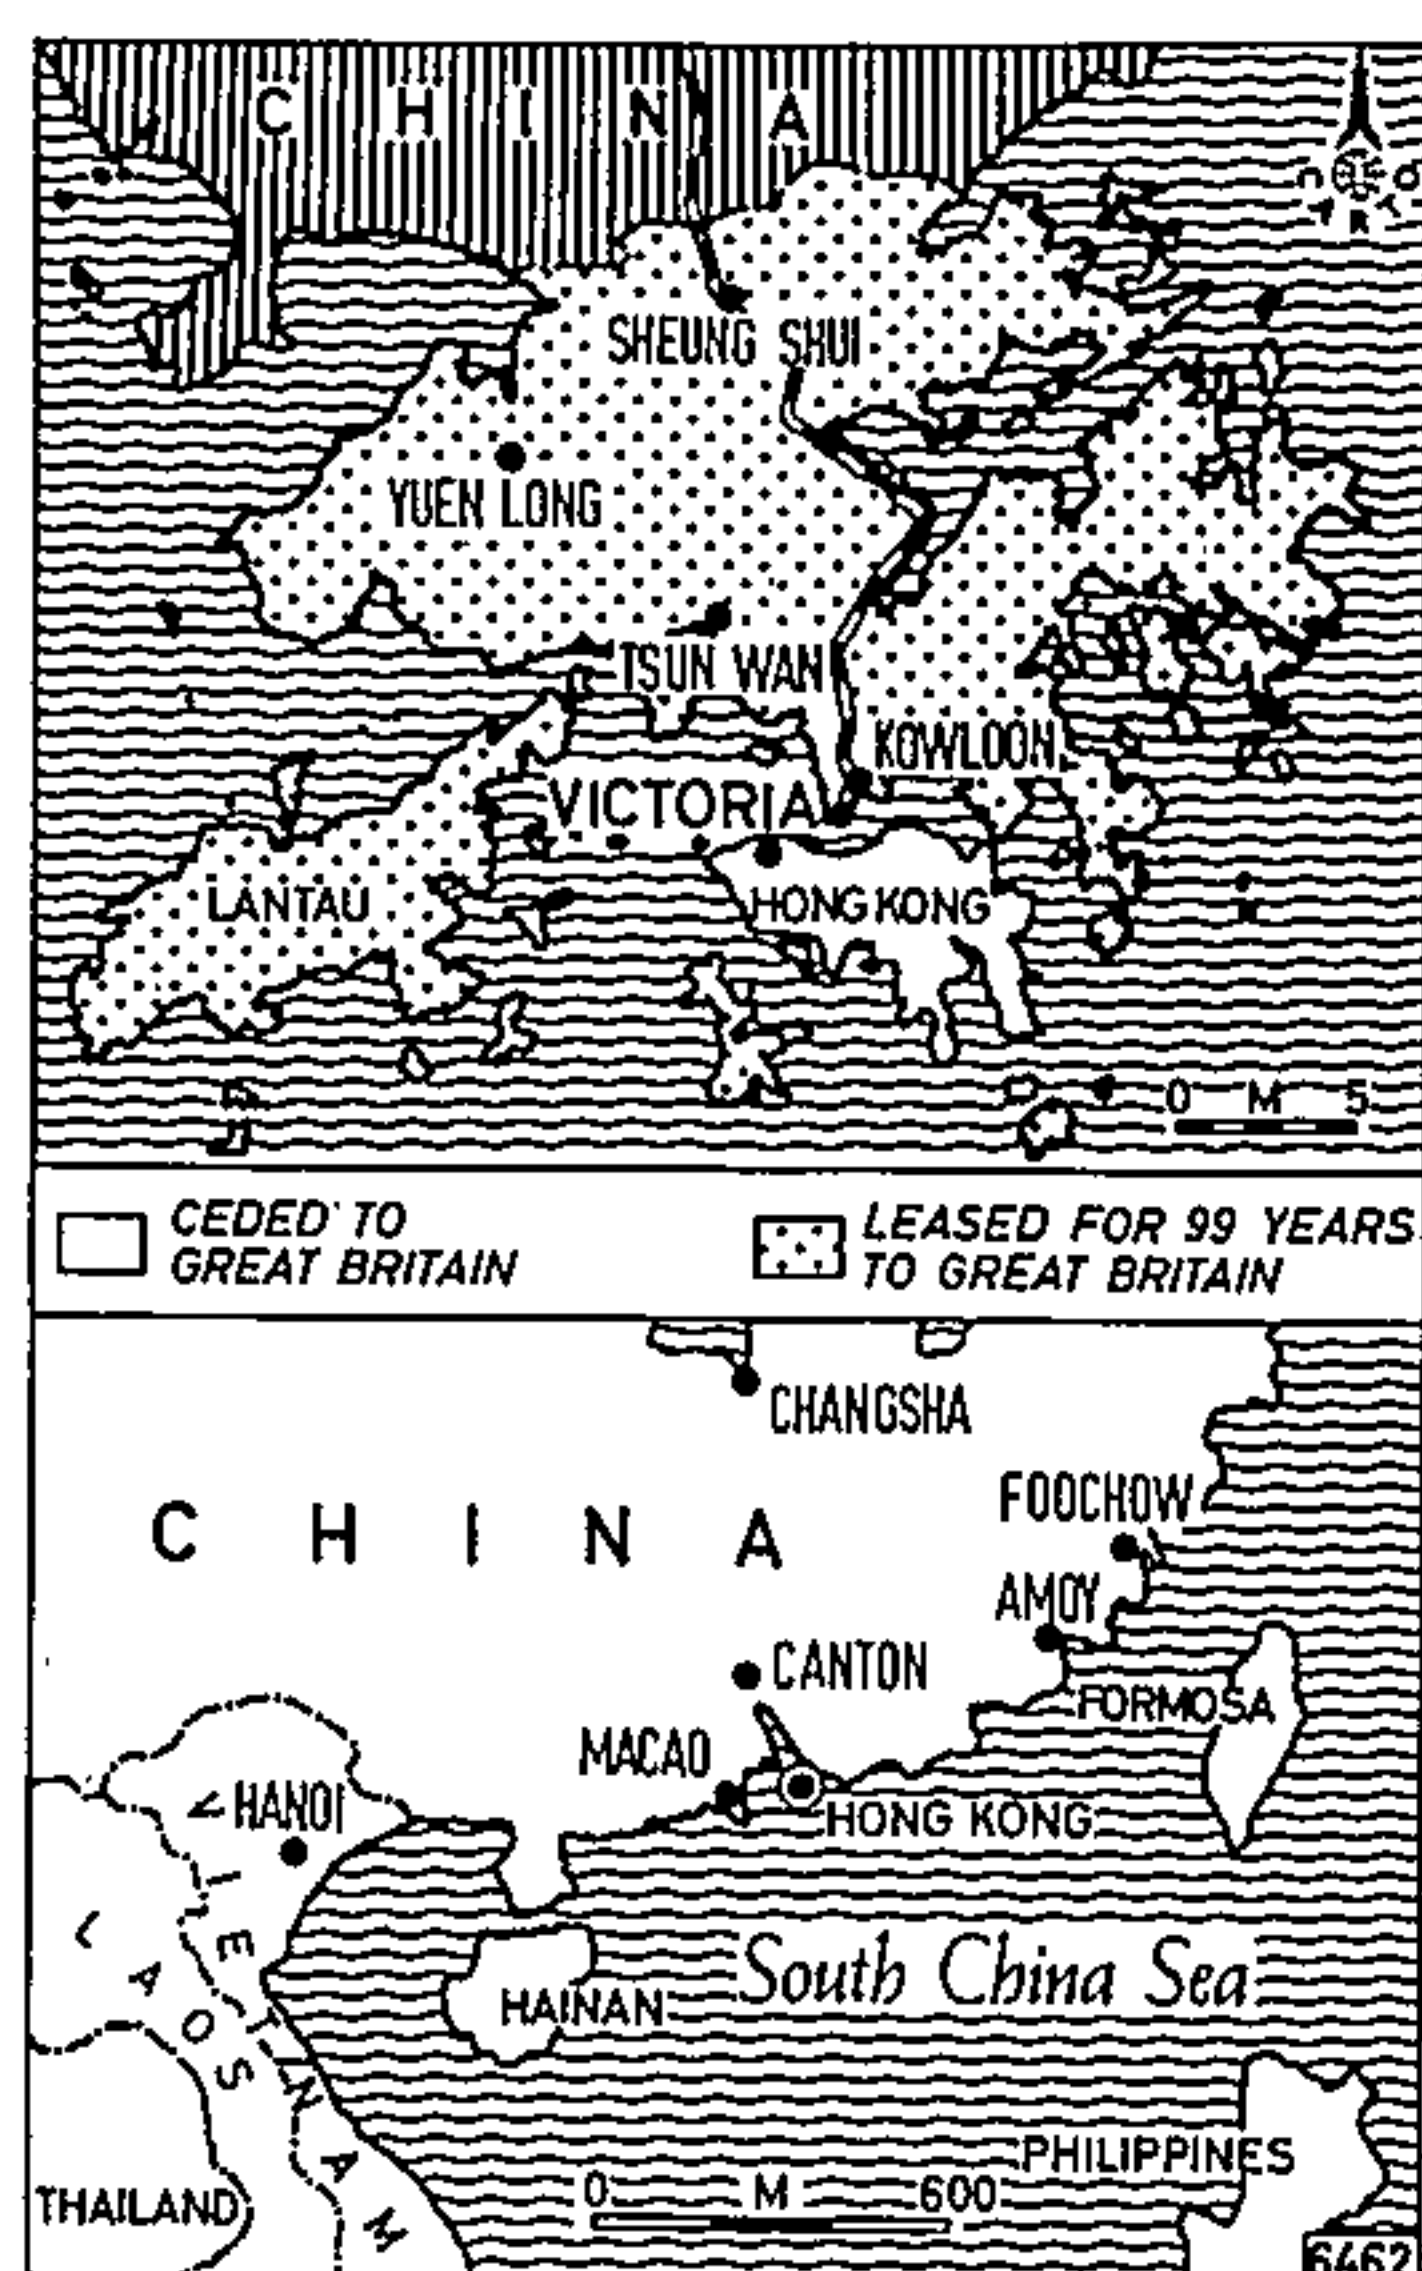 CHINA
SHEUNG SHUI
YUEN LONG
TSUN WAN
KOWLOON
VICTORIA
LANTAU
HONG KONG
0 M 5
CEDED TO
GREAT BRITAIN
LEASED FOR 99 YEARS
TO GREAT BRITAIN
CHANGSHA
FOOCHOW
CHINA
AMOY
CANTON
FORMOSA
MACAO
HANOI
HONG KONG
VIETNAM
LAOS
South China Sea
HAINAN
PHILIPPINES
0 M 600
THAILAND
6462